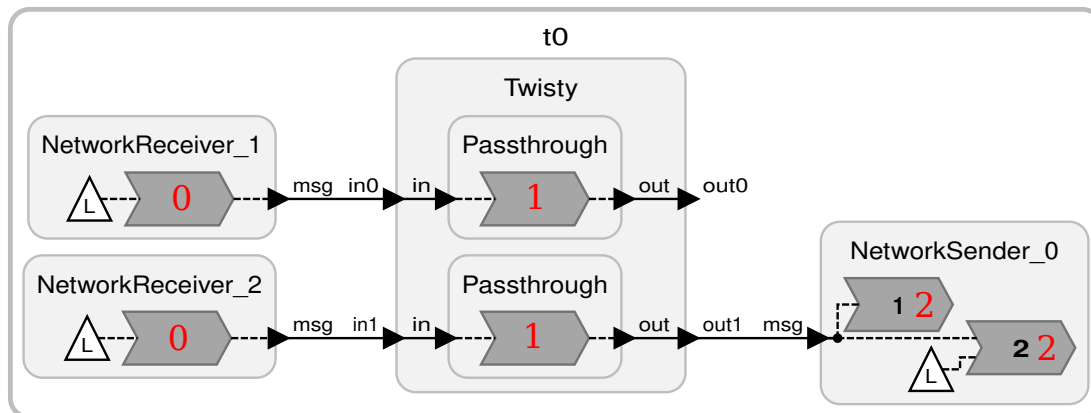 t0
Twisty
NetworkReceiver_1
Passthrough
L
0
msg
in0
in
1
out
out0
NetworkReceiver_2
Passthrough
L
0
msg
in1
in
1
out
out1
msg
NetworkSender_0
1 2
2 2
L